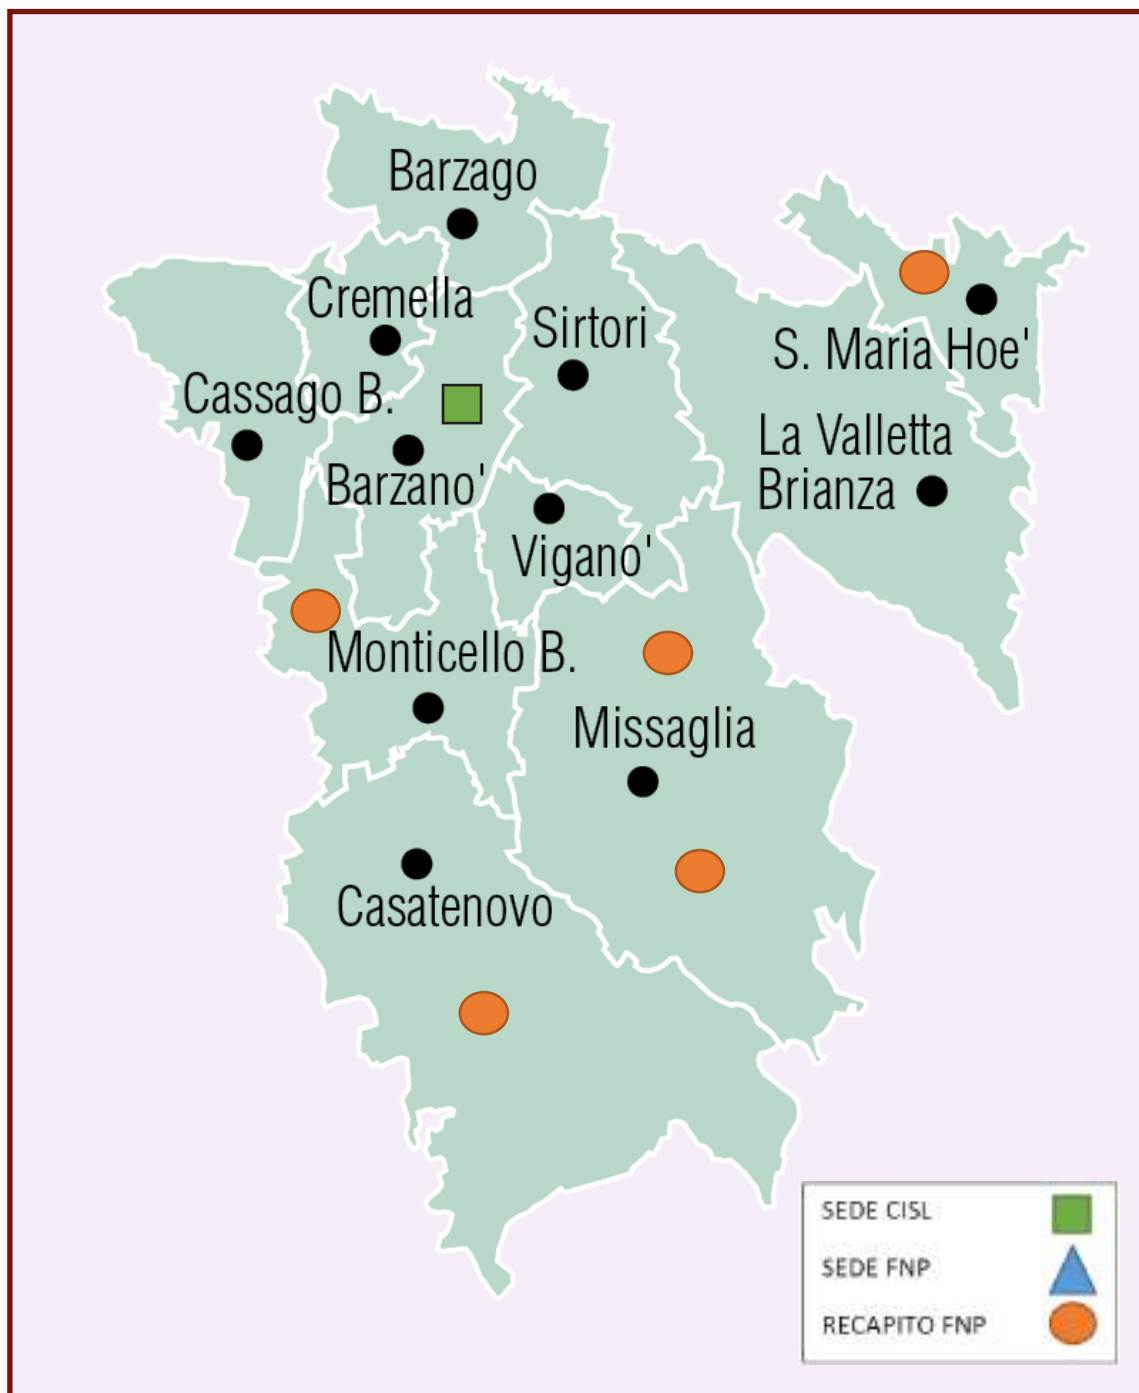 Barzago
Cremella
Sirtori
S. Maria Hoe'
Cassago B.
La Valletta
Brianza
Barzano'
Vigano'
Monticello B.
Missaglia
Casatenovo
SEDE CISL
SEDE FNP
RECAPITO FNP